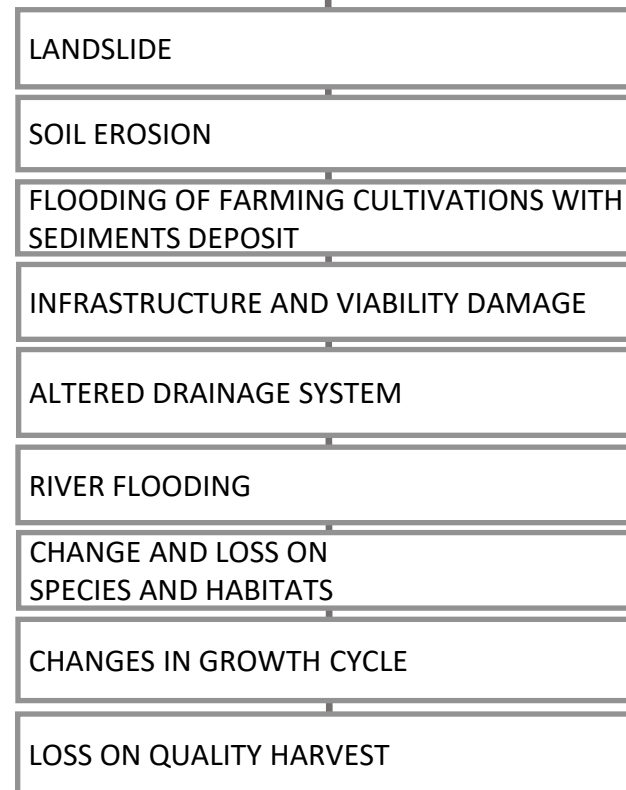 LANDSLIDE
SOIL EROSION
FLOODING OF FARMING CULTIVATIONS WITH
SEDIMENTS DEPOSIT
INFRASTRUCTURE AND VIABILITY DAMAGE
ALTERED DRAINAGE SYSTEM
RIVER FLOODING
CHANGE AND LOSS ON
SPECIES AND HABITATS
CHANGES IN GROWTH CYCLE
LOSS ON QUALITY HARVEST